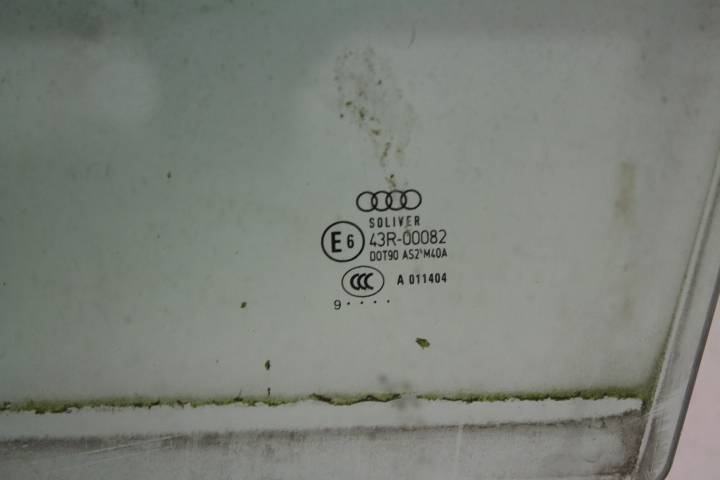 SOLIVER
E6 43R-00082
DOT90 AS2 M40A
CCC A 011404
9 · · · ·